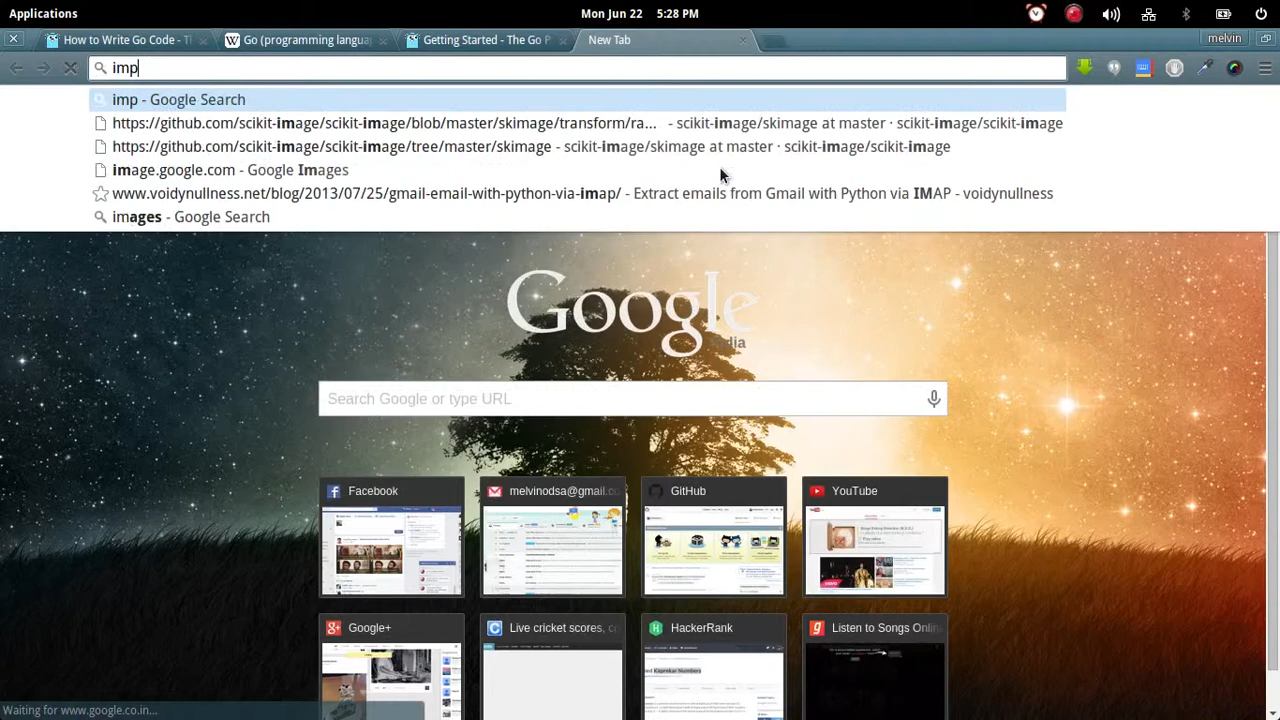 Applications
Mon Jun 22 5:28 PM
How to Write Go Code - T
Go (programming langua
Getting Started - The Go P
New Tab
melvin
imp
imp - Google Search
https://github.com/scikit-image/scikit-image/blob/master/skimage/transform/ra... - scikit-image/skimage at master · scikit-image/scikit-image
https://github.com/scikit-image/scikit-image/tree/master/skimage - scikit-image/skimage at master · scikit-image/scikit-image
image.google.com - Google Images
www.voidynullness.net/blog/2013/07/25/gmail-email-with-python-via-imap/ - Extract emails from Gmail with Python via IMAP - voidynullness
images - Google Search
Google
Search Google or type URL
Facebook
melvinodsa@gmail.co
GitHub
YouTube
Google+
Live cricket scores, c
HackerRank
Listen to Songs Onlin
Kaprekar Numbers